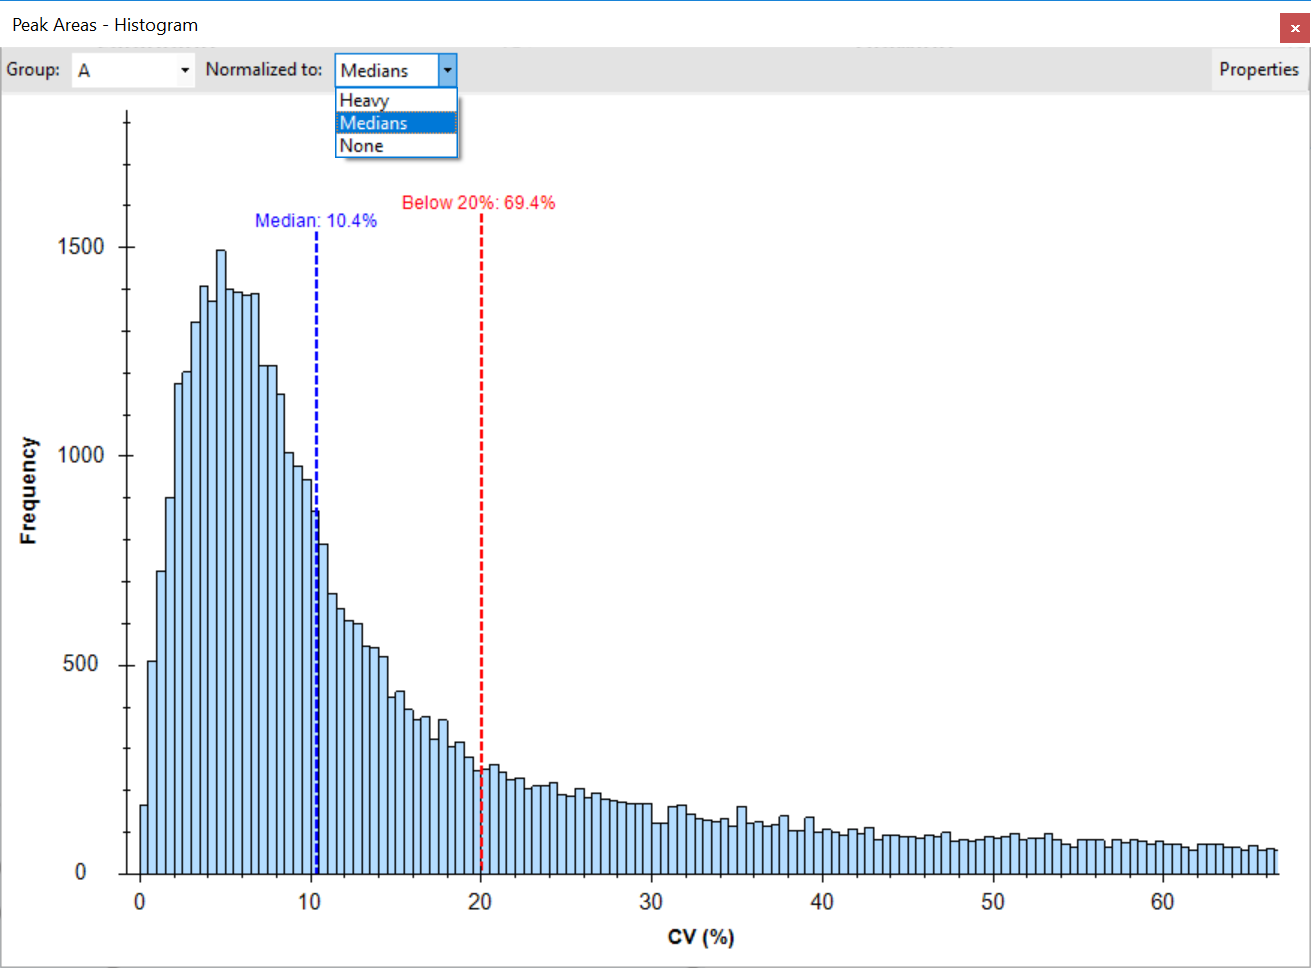 Peak Areas - Histogram
x
Group: A Normalized to: Medians Properties
Heavy
Medians
None
Below 20%: 69.4%
Median: 10.4%
1500
1000
500
0
Frequency
0 10 20 30 40 50 60
CV (%)